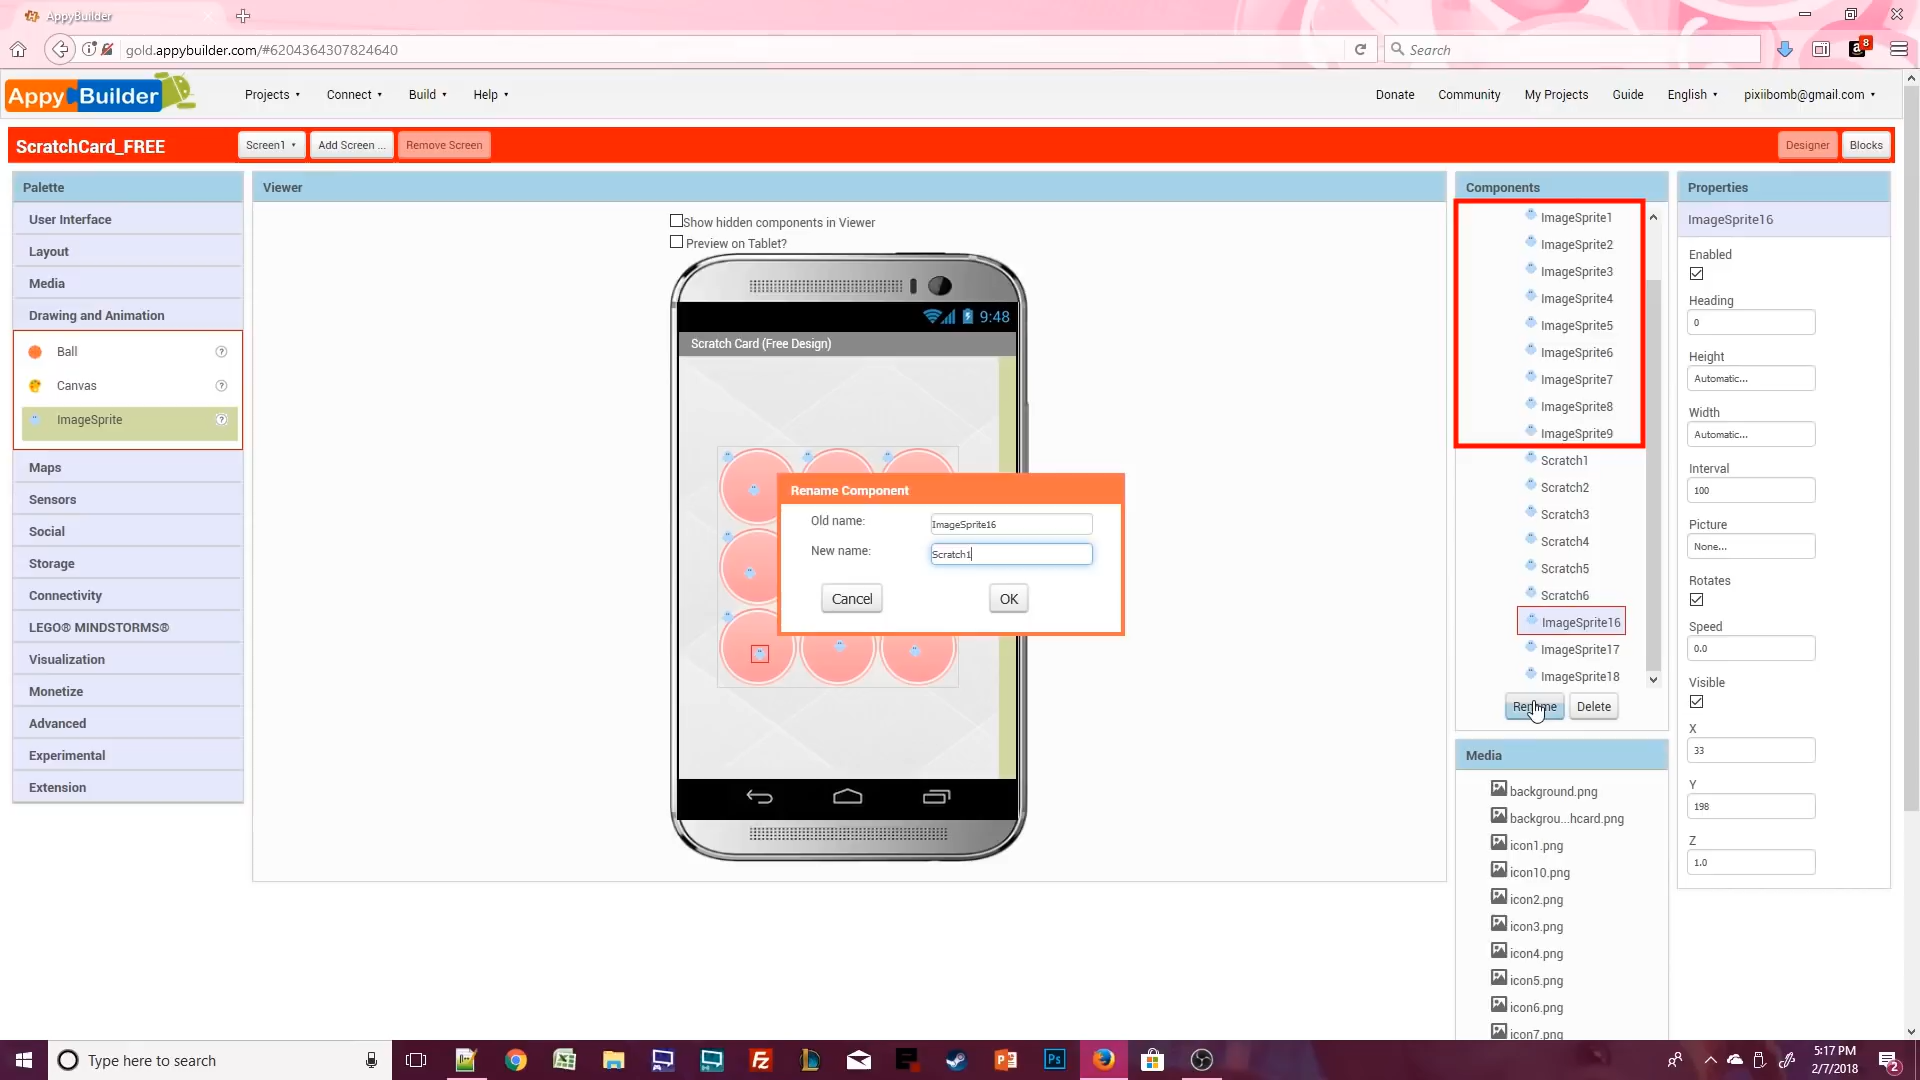 AppyBuilder
gold.appybuilder.com/#6204364307824640
Search
8
Appy Builder
Projects
Connect
Build
Help
Donate
Community
My Projects
Guide
English
pixiibomb@gmail.com
ScratchCard_FREE
Screen1
Add Screen ...
Remove Screen
Designer
Blocks
Palette
User Interface
Layout
Media
Drawing and Animation
Ball
Canvas
ImageSprite
Maps
Sensors
Social
Storage
Connectivity
LEGO® MINDSTORMS®
Visualization
Monetize
Advanced
Experimental
Extension
Viewer
Show hidden components in Viewer
Preview on Tablet?
9:48
Scratch Card (Free Design)
Rename Component
Old name:
ImageSprite16
New name:
Scratch1
Cancel
OK
Components
ImageSprite1
ImageSprite2
ImageSprite3
ImageSprite4
ImageSprite5
ImageSprite6
ImageSprite7
ImageSprite8
ImageSprite9
Scratch1
Scratch2
Scratch3
Scratch4
Scratch5
Scratch6
ImageSprite16
ImageSprite17
ImageSprite18
Rename
Delete
Media
background.png
backgrou...hcard.png
icon1.png
icon10.png
icon2.png
icon3.png
icon4.png
icon5.png
icon6.png
icon7.png
Properties
ImageSprite16
Enabled
Heading
0
Height
Automatic...
Width
Automatic...
Interval
100
Picture
None...
Rotates
Speed
0.0
Visible
X
33
Y
198
Z
1.0
Type here to search
5:17 PM
2/7/2018
2